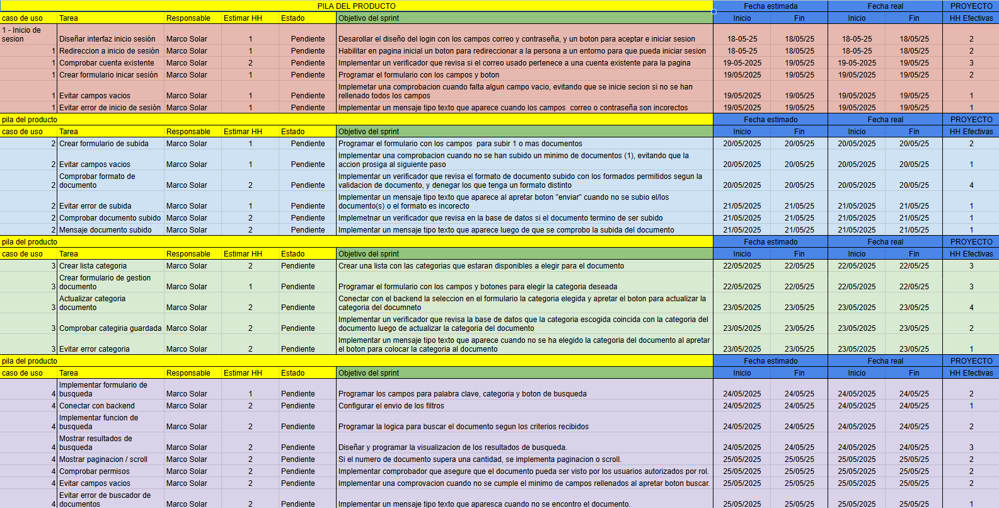 PILA DEL PRODUCTO Fecha estimada Fecha real PROYECTO
caso de uso Tarea Responsable Estimar HH Estado Objetivo del sprint Inicio Fin Inicio Fin HH Efectivas
1 - Inicio de
sesion Diseñar interfaz inicio sesión Marco Solar 1 Pendiente Desarollar el diseño del login con los campos correo y contraseña, y un boton para aceptar e iniciar sesion 18-05-25 18/05/25 18-05-25 18/05/25 2
1 Redireccion a inicio de sesión Marco Solar 1 Pendiente Habilitar en pagina inicial un boton para redireccionar a la persona a un entorno para que pueda iniciar sesion 18-05-25 18/05/25 18-05-25 18/05/25 2
1 Comprobar cuenta existente Marco Solar 2 Pendiente Implementar un verificador que revisa si el correo usado pertenece a una cuenta existente para la pagina 19-05-2025 19/05/25 19-05-2025 19/05/25 3
1 Crear formulario inicar sesión Marco Solar 1 Pendiente Programar el formulario con los campos y boton 19/05/2025 19/05/25 19/05/2025 19/05/25 2
Implemetar una comprobacion cuando falta algun campo vacio, evitando que se inicie secion si no se han
1 Evitar campos vacios Marco Solar 1 Pendiente rellenado todos los campos 19/05/2025 19/05/25 19/05/2025 19/05/25 1
1 Evitar error de inicio de sesión Marco Solar 1 Pendiente Implementar un mensaje tipo texto que aparece cuando los campos correo o contraseña son incorectos 19/05/2025 19/05/25 19/05/2025 19/05/25 1
pila del producto Fecha estimado Fecha real PROYECTO
caso de uso Tarea Responsable Estimar HH Estado Objetivo del sprint Inicio Fin Inicio Fin HH Efectivas
2 Crear formulario de subida Marco Solar 1 Pendiente Programar el formulario con los campos para subir 1 o mas documentos 20/05/2025 20/05/25 20/05/2025 20/05/25 2
Implementar una comprobacion cuando no se han subido un minimo de documentos (1), evitando que la
2 Evitar campos vacios Marco Solar 1 Pendiente accion prosiga al siguiente paso 20/05/2025 20/05/25 20/05/2025 20/05/25 1
Comprobar formato de Implementar un verificador que revisa el formato de documento subido con los formados permitidos segun la
2 documento Marco Solar 2 Pendiente validacion de documento, y denegar los que tenga un formato distinto 20/05/2025 20/05/25 20/05/2025 20/05/25 4
Implementar un mensaje tipo texto que aparece al apretar boton "enviar" cuando no se subio el/los
2 Evitar error de subida Marco Solar 1 Pendiente documento(s) o el formato es incorecto 21/05/2025 21/05/25 21/05/2025 21/05/25 1
2 Comprobar documento subido Marco Solar 2 Pendiente Implemetnar un verificador que revisa en la base de datos si el documento termino de ser subido 21/05/2025 21/05/25 21/05/2025 21/05/25 1
2 Mensaje documento subido Marco Solar 2 Pendiente Implementar un mensaje tipo texto que aparece luego de que se comprobo la subida del documento 21/05/2025 21/05/25 21/05/2025 21/05/25 1
pila del producto Fecha estimado Fecha real PROYECTO
caso de uso Tarea Responsable Estimar HH Estado Objetivo del sprint Inicio Fin Inicio Fin HH Efectivas
3 Crear lista categoria Marco Solar 2 Pendiente Crear una lista con las categorias que estaran disponibles a elegir para el documento 22/05/2025 22/05/25 22/05/2025 22/05/25 3
Crear formulario de gestion
3 documento Marco Solar 1 Pendiente Programar el formulario con los campos y botones para elegir la categoria deseada 22/05/2025 22/05/25 22/05/2025 22/05/25 3
Actualizar categoria Conectar con el backend la seleccion en el formulario la categoria elegida y apretar el boton para actualizar la
3 documento Marco Solar 2 Pendiente categoria del documneto 23/05/2025 23/05/25 23/05/2025 23/05/25 4
Implementar un verificador que revisa la base de datos que la categoria escogida coincida con la categoria del
3 Comprobar categiria guardada Marco Solar 2 Pendiente documento luego de actualizar la categoria del documento 23/05/2025 23/05/25 23/05/2025 23/05/25 2
Implementar un mensaje tipo texto que aparece cuando no se ha elegido la categoria del documento al apretar
3 Evitar error categoria Marco Solar 2 Pendiente el boton para colocar la categoria al documento 23/05/2025 23/05/25 23/05/2025 23/05/25 1
pila del producto Fecha estimado Fecha real PROYECTO
caso de uso Tarea Responsable Estimar HH Estado Objetivo del sprint Inicio Fin Inicio Fin HH Efectivas
Implementar formulario de
4 busqueda Marco Solar 1 Pendiente Programar los campos para palabra clave, categoria y boton de busqueda 24/05/2025 24/05/25 24/05/2025 24/05/25 2
4 Conectar con backend Marco Solar 2 Pendiente Configurar el envio de los filtros 24/05/2025 24/05/25 24/05/2025 24/05/25 1
Implementar funcion de
4 busqueda Marco Solar 2 Pendiente Programar la logica para buscar el documento segun los criterios recibidos 24/05/2025 24/05/25 24/05/2025 24/05/25 2
Mostrar resultados de
4 busqueda Marco Solar 2 Pendiente Diseñar y programar la visualizacion de los resultados de busqueda. 24/05/2025 24/05/25 24/05/2025 24/05/25 3
4 Mostrar paginacion / scroll Marco Solar 2 Pendiente Si el numero de documento supera una cantidad, se implementa paginacion o scroll. 25/05/2025 25/05/25 25/05/2025 25/05/25 2
4 Comprobar permisos Marco Solar 2 Pendiente Implementar comprobador que asegure que el documento pueda ser visto por los usuarios autorizados por rol. 25/05/2025 25/05/25 25/05/2025 25/05/25 2
4 Evitar campos vacios Marco Solar 2 Pendiente Implementar una comprovacion cuando no se cumple el minimo de campos rellenados al apretar boton buscar. 25/05/2025 25/05/25 25/05/2025 25/05/25 2
Evitar error de buscador de
4 documentos Marco Solar 2 Pendiente Implementar un mensaje tipo texto que aparesca cuando no se encontro el documento. 25/05/2025 25/05/25 25/05/2025 25/05/25 1